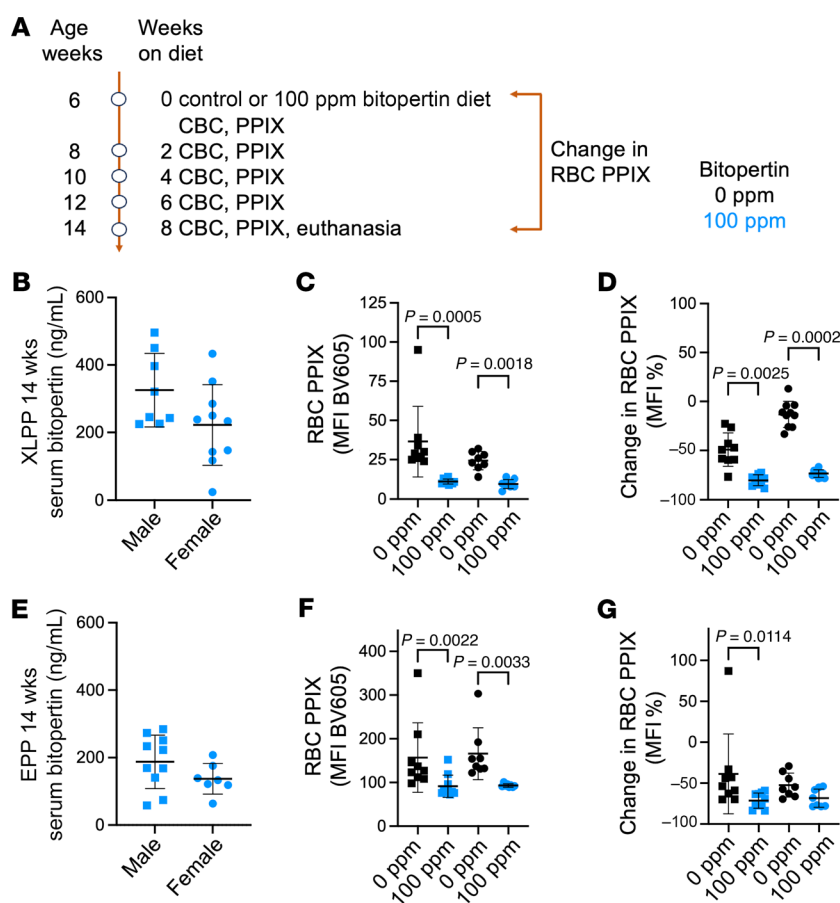 A
Age weeks
Weeks on diet
6
0 control or 100 ppm bitopertin diet
CBC, PPIX
8
2 CBC, PPIX
10
4 CBC, PPIX
12
6 CBC, PPIX
14
8 CBC, PPIX, euthanasia
Change in
RBC PPIX
Bitopertin
0 ppm
100 ppm
B
XLPP 14 wks
serum bitopertin (ng/mL)
600
400
200
0
Male
Female
C
RBC PPIX
(MFI BV605)
125
100
75
50
25
0
P = 0.0005
P = 0.0018
0 ppm
100 ppm
0 ppm
100 ppm
D
Change in RBC PPIX
(MFI %)
100
50
0
−50
−100
P = 0.0025
P = 0.0002
0 ppm
100 ppm
0 ppm
100 ppm
E
EPP 14 wks
serum bitopertin (ng/mL)
600
400
200
0
Male
Female
F
RBC PPIX
(MFI BV605)
400
300
200
100
0
P = 0.0022
P = 0.0033
0 ppm
100 ppm
0 ppm
100 ppm
G
Change in RBC PPIX
(MFI %)
100
50
0
−50
−100
P = 0.0114
0 ppm
100 ppm
0 ppm
100 ppm